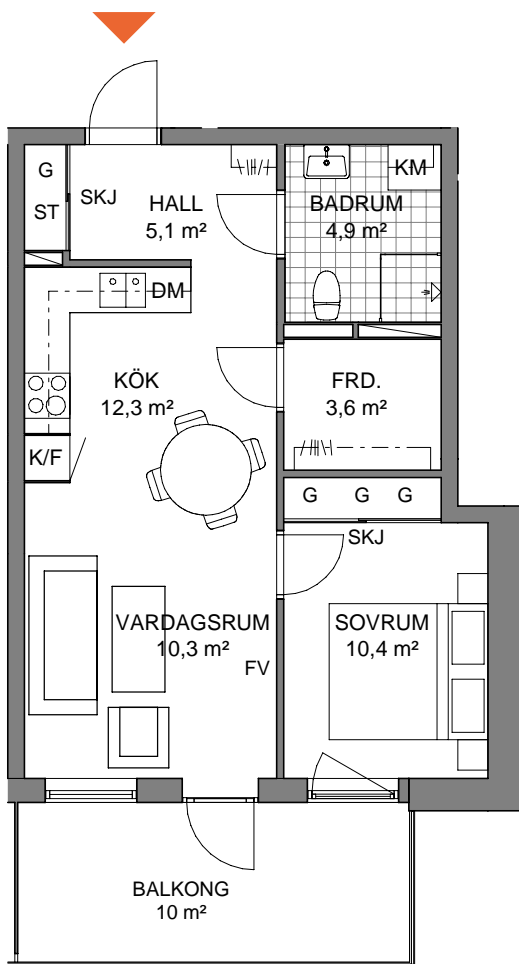 G
ST
SKJ
HALL
5,1 m²
BADRUM
4,9 m²
KM
DM
KÖK
12,3 m²
FRD.
3,6 m²
K/F
G G G
SKJ
VARDAGSRUM
10,3 m²
FV
SOVRUM
10,4 m²
BALKONG
10 m²